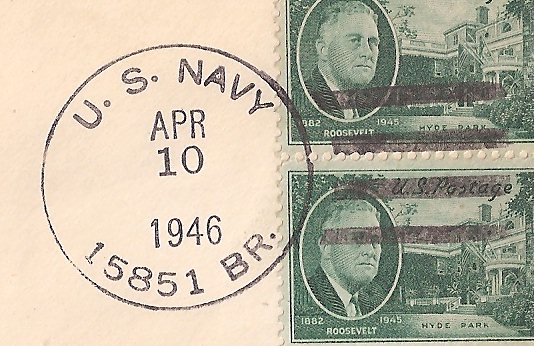 U. S. NAVY
APR
10
1946
15851 BR.
1882 1945
ROOSEVELT
HYDE PARK
U.S. Postage
1882 1945
ROOSEVELT
HYDE PARK